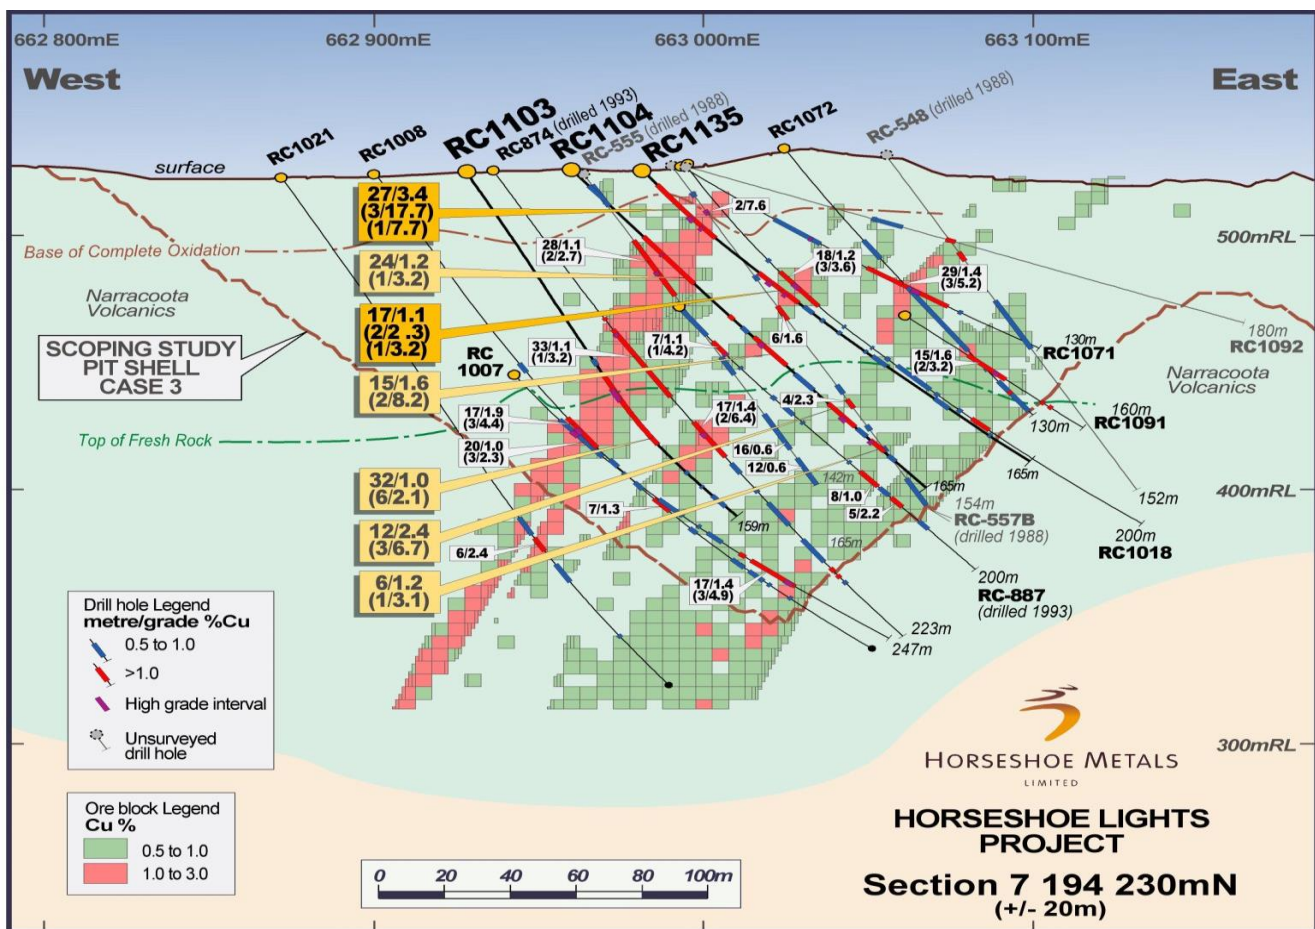 662 800mE
662 900mE
663 000mE
663 100mE
West
East
RC1021
RC1008
RC1103
RC874 (drilled 1993)
RC1104
RC-555 (drilled 1988)
RC1135
RC1072
RC-548 (drilled 1988)
surface
27/3.4
(3/17.7)
(1/7.7)
2/7.6
Base of Complete Oxidation
28/1.1
(2/2.7)
500mRL
24/1.2
(1/3.2)
18/1.2
(3/3.6)
29/1.4
(3/5.2)
Narracoota
Volcanics
17/1.1
(2/2 .3)
(1/3.2)
SCOPING STUDY
PIT SHELL
CASE 3
RC
1007
33/1.1
(1/3.2)
7/1.1
(1/4.2)
6/1.6
15/1.6
(2/3.2)
130m
RC1071
180m
RC1092
Narracoota
Volcanics
15/1.6
(2/8.2)
4/2.3
160m
RC1091
130m
Top of Fresh Rock
17/1.9
(3/4.4)
20/1.0
(3/2.3)
17/1.4
(2/6.4)
16/0.6
12/0.6
142m
165m
165m
32/1.0
(6/2.1)
8/1.0
5/2.2
400mRL
152m
154m
RC-557B
(drilled 1988)
7/1.3
159m
165m
200m
RC1018
12/2.4
(3/6.7)
6/2.4
6/1.2
(1/3.1)
17/1.4
(3/4.9)
200m
RC-887
(drilled 1993)
223m
247m
Drill hole Legend
metre/grade %Cu
0.5 to 1.0
>1.0
High grade interval
Unsurveyed
drill hole
300mRL
HORSESHOE METALS
LIMITED
Ore block Legend
Cu %
0.5 to 1.0
1.0 to 3.0
HORSESHOE LIGHTS
PROJECT
Section 7 194 230mN
(+/- 20m)
0 20 40 60 80 100m